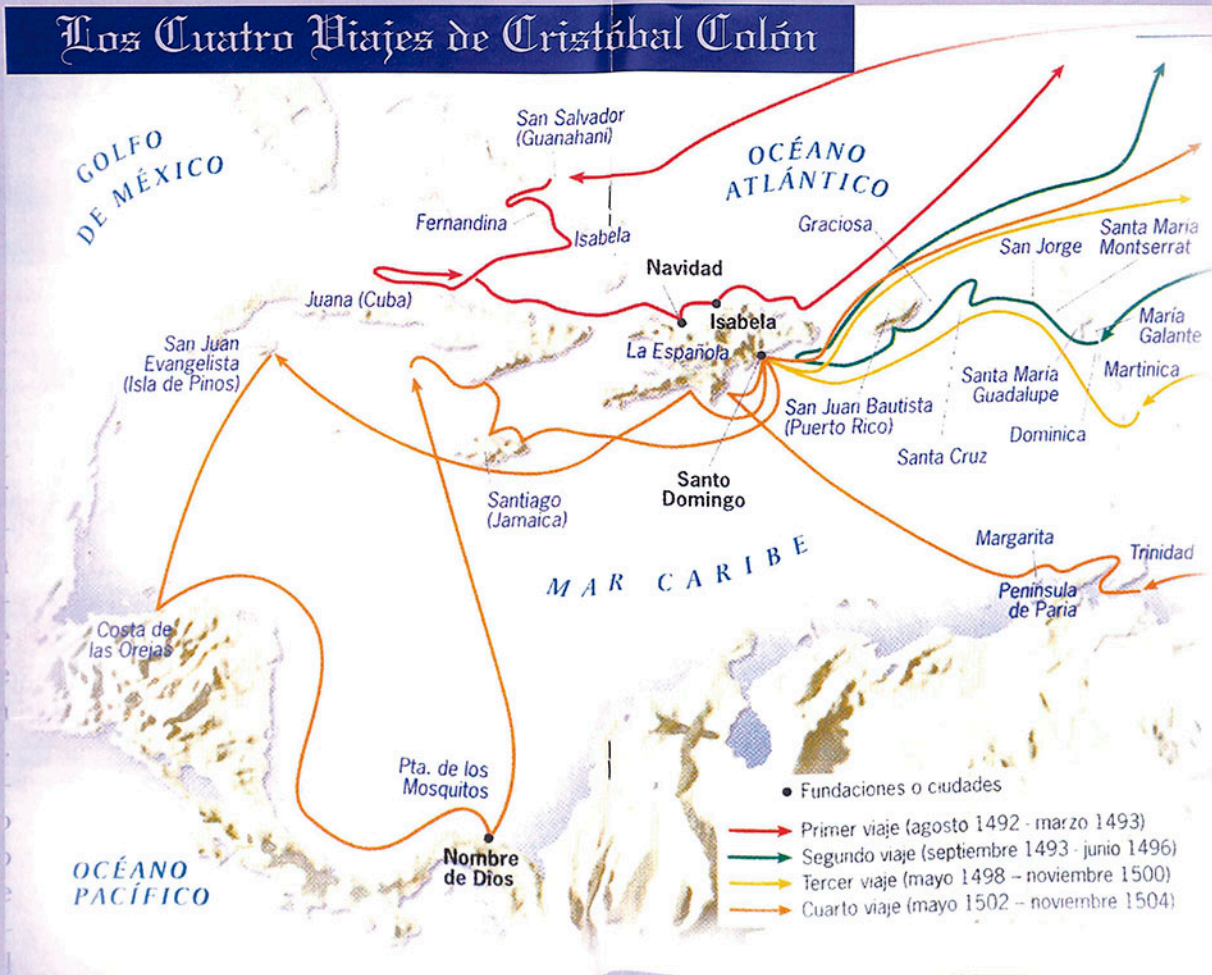 Los Cuatro Viajes de Cristóbal Colón
GOLFO
DE MÉXICO
San Salvador
(Guanahaní)
OCÉANO
ATLÁNTICO
Fernandina
Isabela
Graciosa
San Jorge
Santa María
Montserrat
Navidad
Juana (Cuba)
Isabela
María
Galante
San Juan
Evangelista
(Isla de Pinos)
La Española
Santa María
Guadalupe
Martinica
San Juan Bautista
(Puerto Rico)
Dominica
Santa Cruz
Santo
Domingo
Santiago
(Jamaica)
Margarita
Trinidad
MAR CARIBE
Península
de Paria
Costa de
las Orejas
Pta. de los
Mosquitos
Nombre
de Dios
OCÉANO
PACÍFICO
Fundaciones o ciudades
Primer viaje (agosto 1492 - marzo 1493)
Segundo viaje (septiembre 1493 - junio 1496)
Tercer viaje (mayo 1498 – noviembre 1500)
Cuarto viaje (mayo 1502 – noviembre 1504)